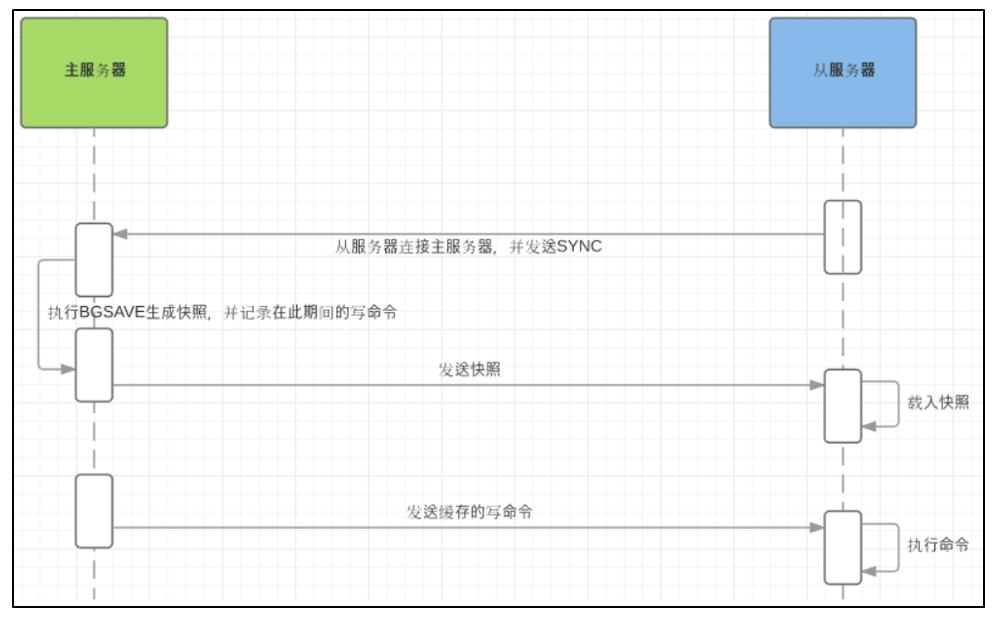 主服务器
从服务器
从服务器连接主服务器，并发送SYNC
执行BGSAVE生成快照，并记录在此期间的写命令
发送快照
载入快照
发送缓存的写命令
执行命令